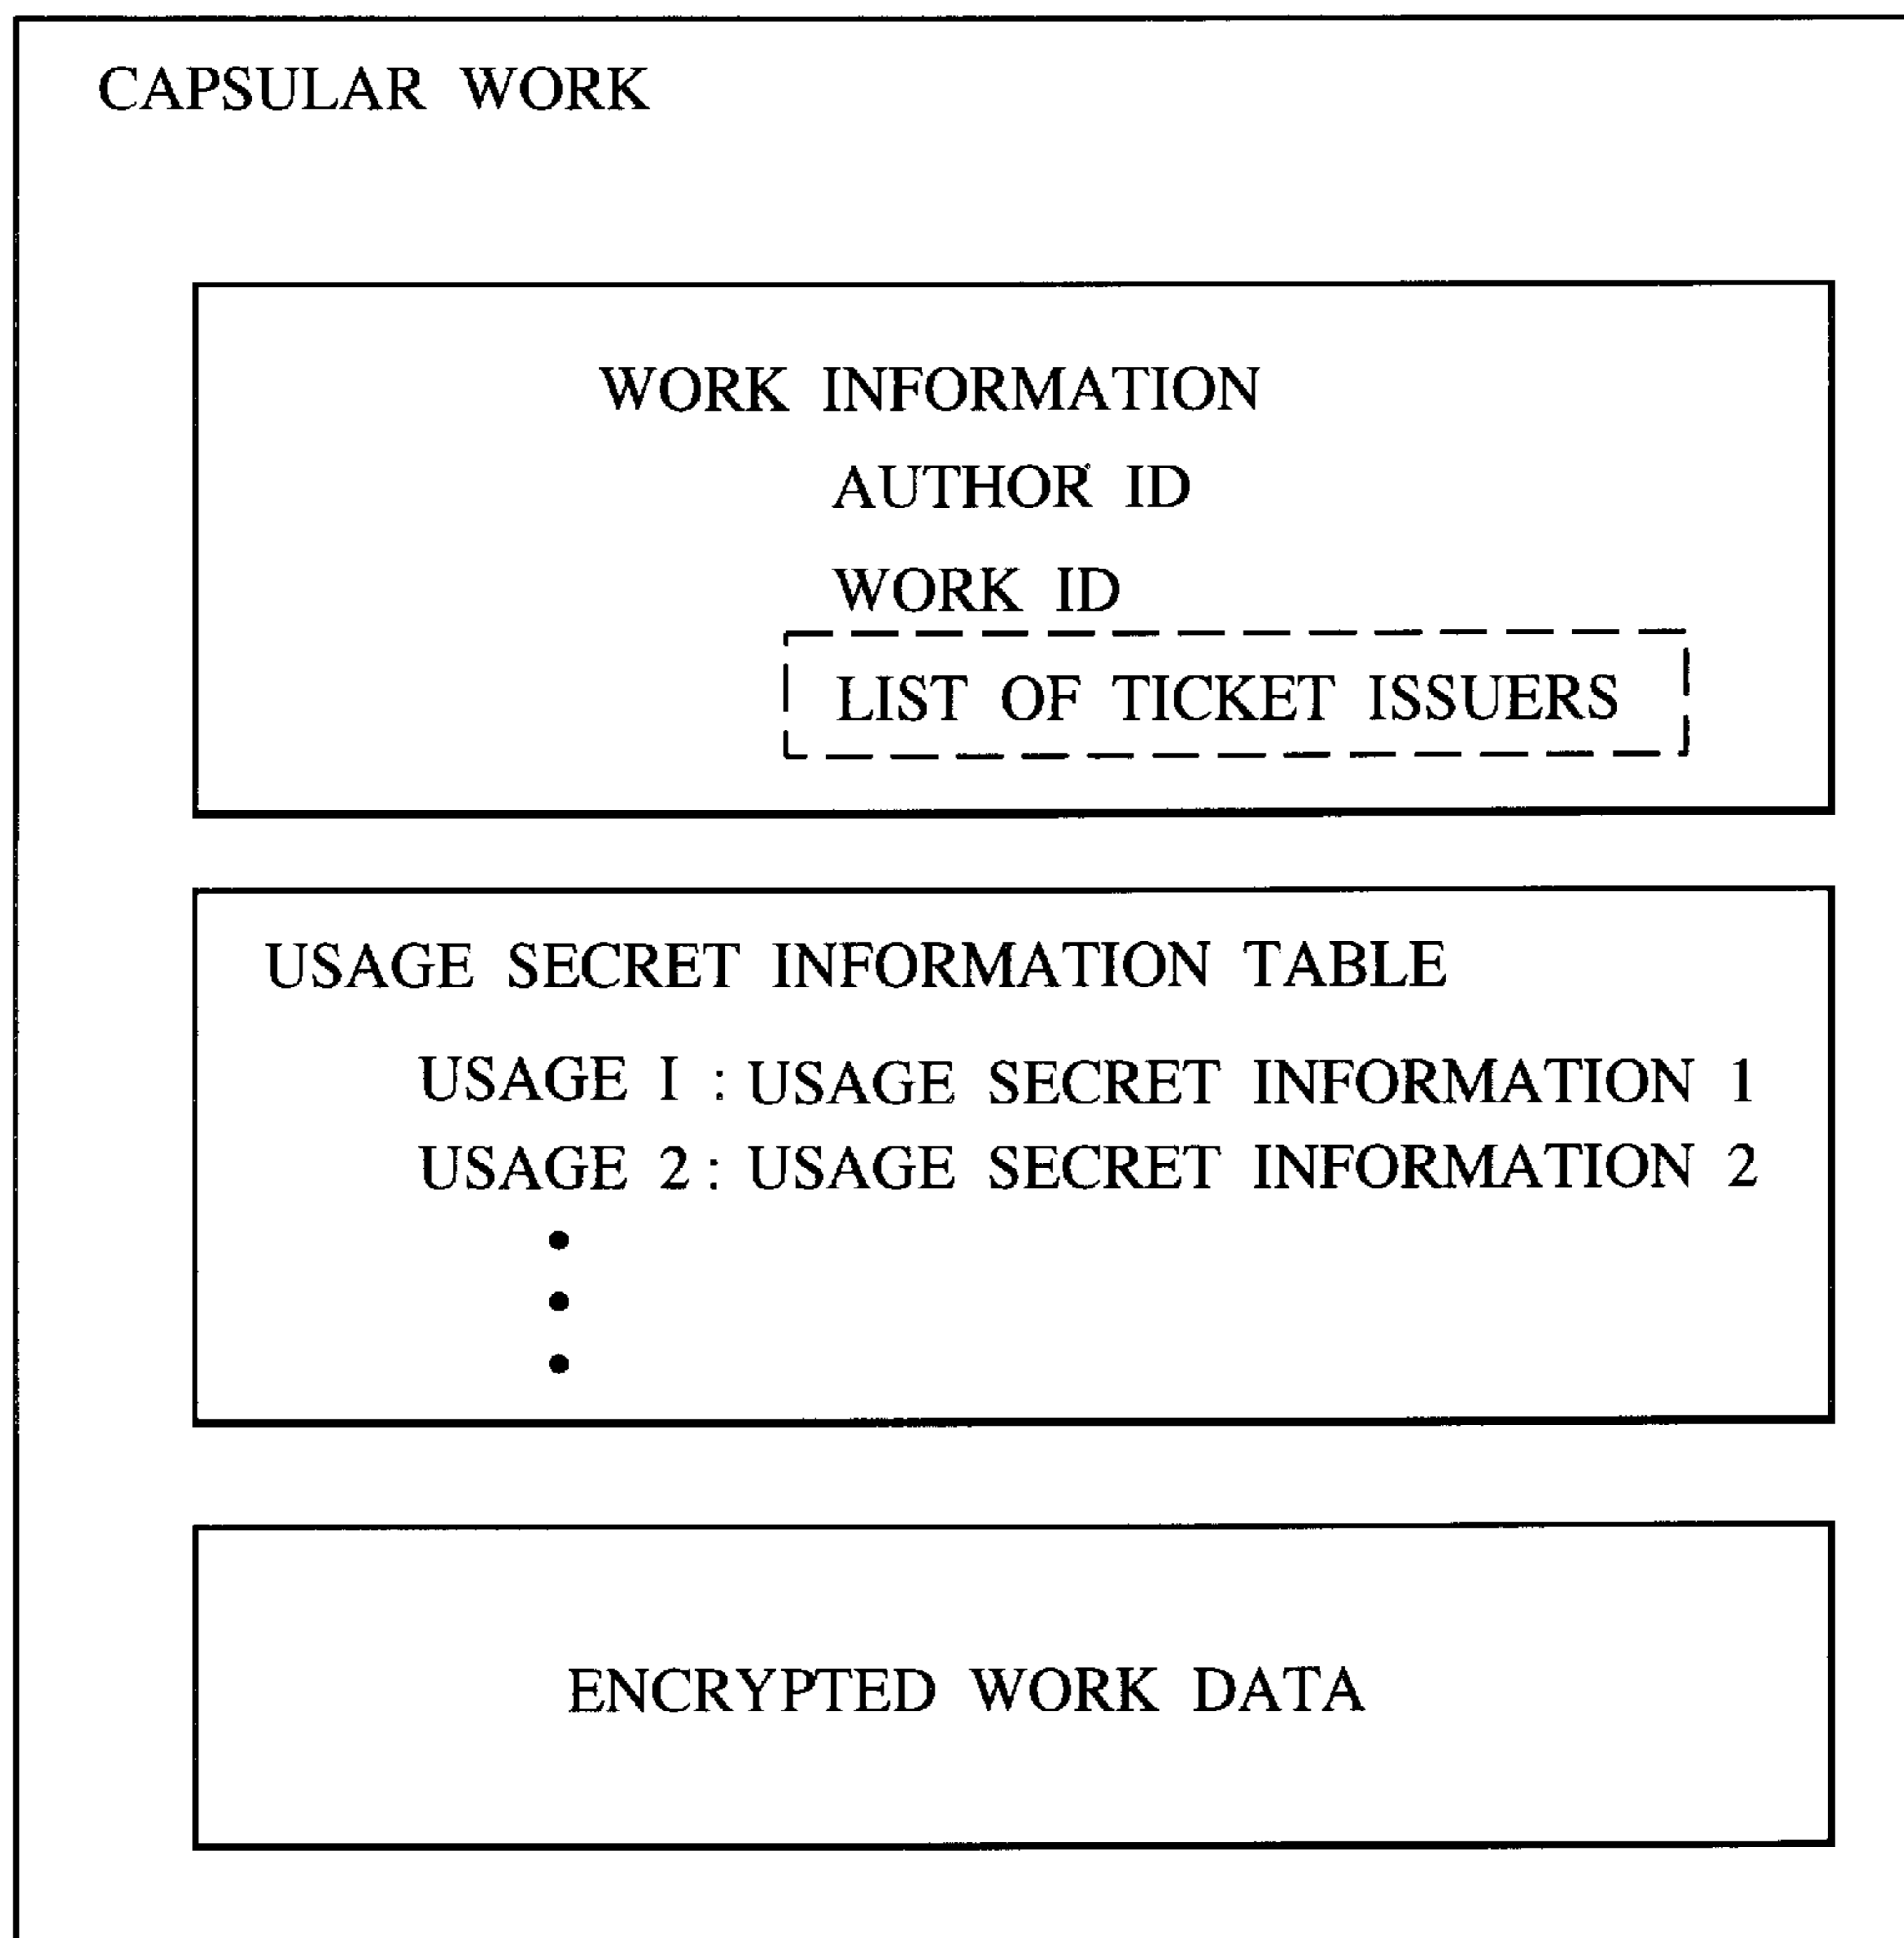 CAPSULAR WORK
WORK INFORMATION
AUTHOR ID
WORK ID
LIST OF TICKET ISSUERS
USAGE SECRET INFORMATION TABLE
USAGE I : USAGE SECRET INFORMATION 1
USAGE 2 : USAGE SECRET INFORMATION 2
ENCRYPTED WORK DATA